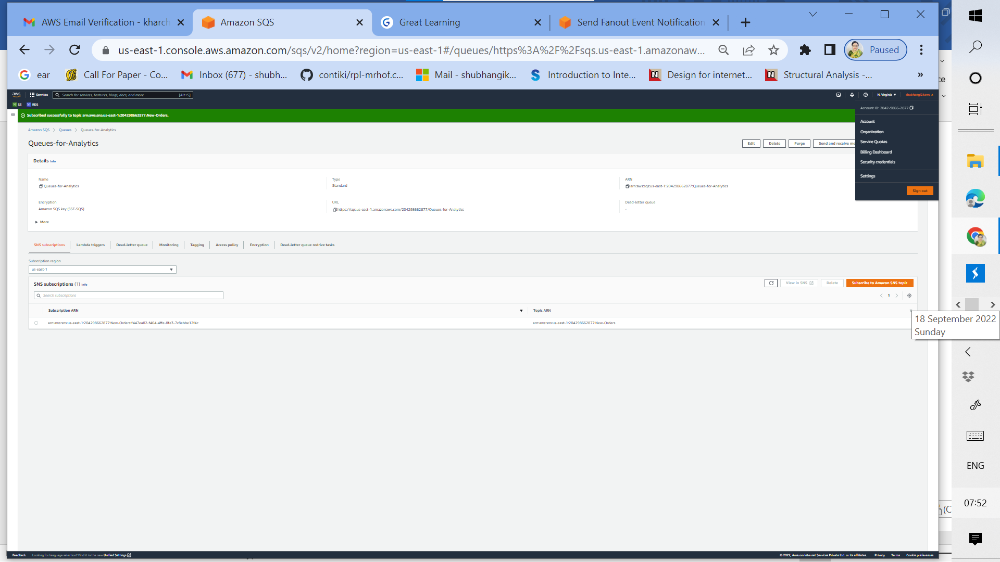 AWS Email Verification - kharch
Amazon SQS
Great Learning
Send Fanout Event Notification
us-east-1.console.aws.amazon.com/sqs/v2/home?region=us-east-1#/queues/https%3A%2F%2Fsqs.us-east-1.amazonaw...
Paused
ear
Call For Paper - Co...
Inbox (677) - shubh...
contiki/rpl-mrhof.c...
Mail - shubhangik...
Introduction to Inte...
Design for internet...
Structural Analysis -...
»
aws
Services
Search for services, features, blogs, docs, and more
[Alt+S]
N. Virginia
shubhangi24aws
S3
RDS
Subscribed successfully to topic arn:aws:sns:us-east-1:204298662877:New-Orders.
Account ID: 2042-9866-2877
Account
Organization
Service Quotas
Billing Dashboard
Security credentials
Settings
Sign out
Amazon SQS
Queues
Queues-for-Analytics
Queues-for-Analytics
Edit
Delete
Purge
Send and receive me
Details Info
Name
Queues-for-Analytics
Type
Standard
ARN
arn:aws:sqs:us-east-1:204298662877:Queues-for-Analytics
Encryption
Amazon SQS key (SSE-SQS)
URL
https://sqs.us-east-1.amazonaws.com/204298662877/Queues-for-Analytics
Dead-letter queue
-
More
SNS subscriptions
Lambda triggers
Dead-letter queue
Monitoring
Tagging
Access policy
Encryption
Dead-letter queue redrive tasks
Subscription region
us-east-1
SNS subscriptions (1) Info
View in SNS
Delete
Subscribe to Amazon SNS topic
Search subscriptions
1
Subscription ARN
Topic ARN
arn:aws:sns:us-east-1:204298662877:New-Orders:f447ea82-f464-4ffe-8fe3-7c8ebbe12f4c
arn:aws:sns:us-east-1:204298662877:New-Orders
18 September 2022
Sunday
ENG
07:52
Feedback
Looking for language selection? Find it in the new Unified Settings
© 2022, Amazon Internet Services Private Ltd. or its affiliates.
Privacy
Terms
Cookie preferences